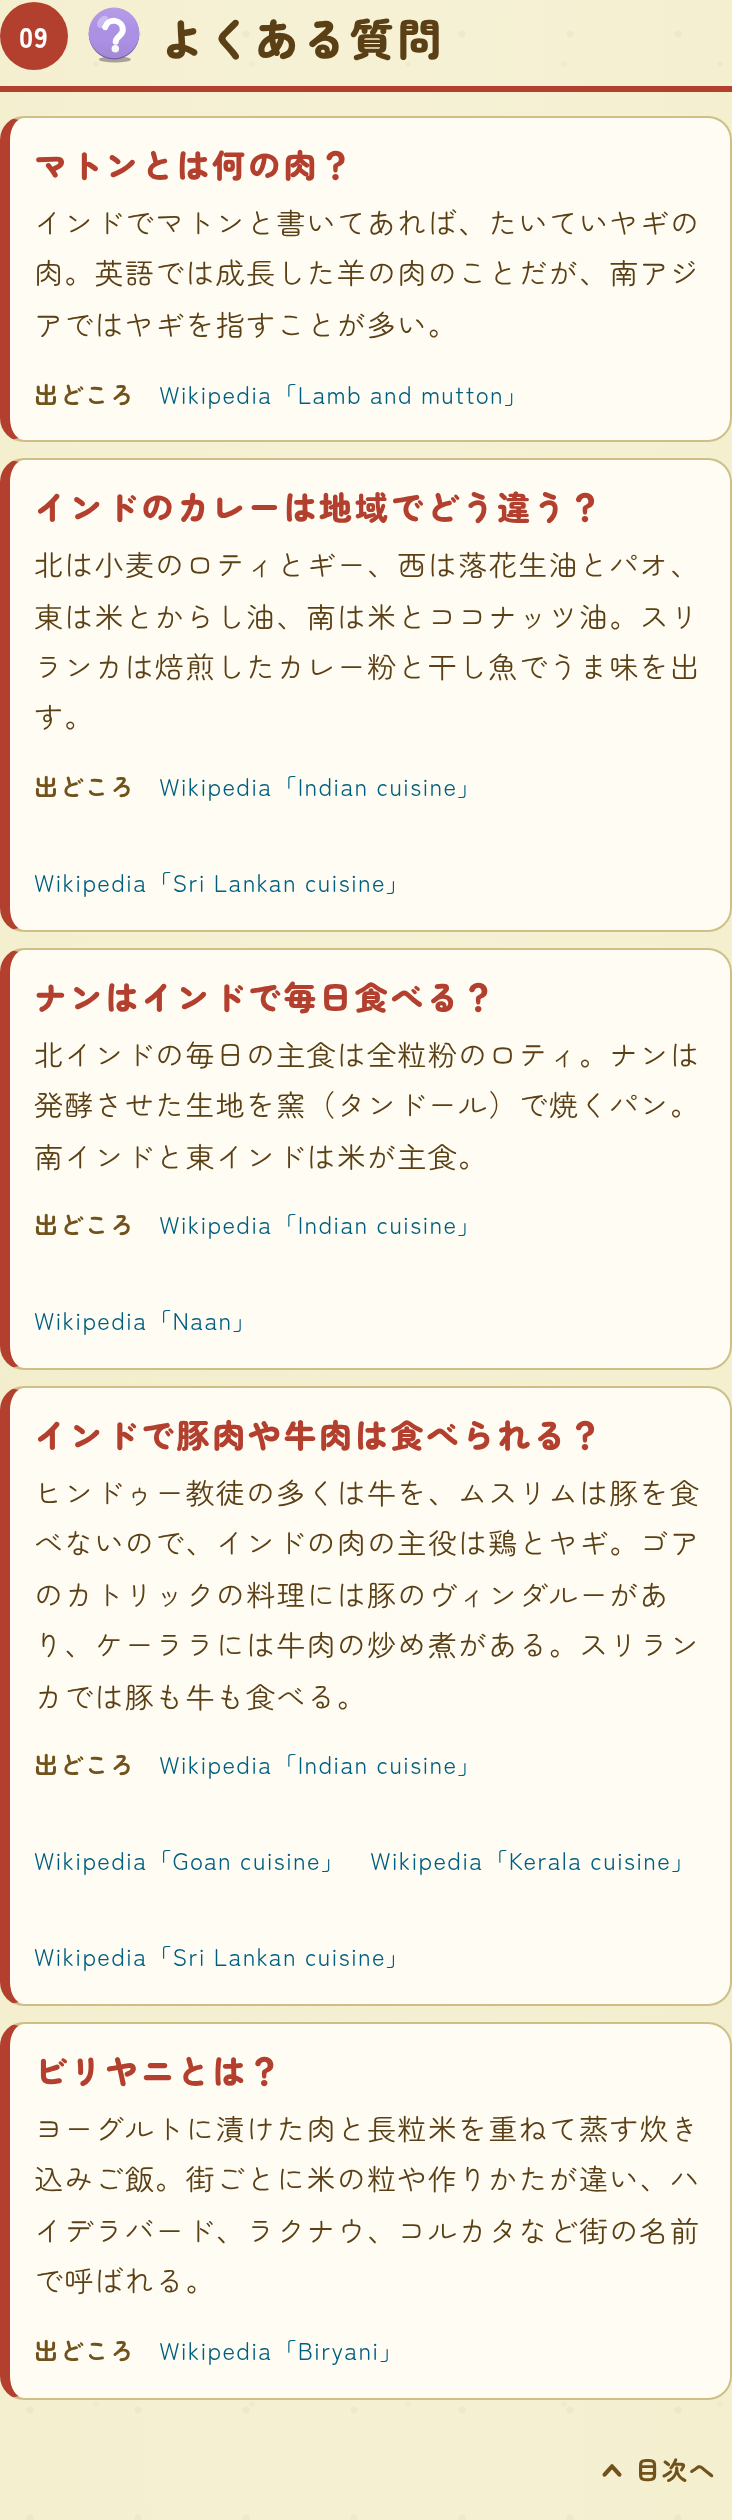 09 よくある質問
マトンとは何の肉？
インドでマトンと書いてあれば、たいていヤギの
肉。英語では成長した羊の肉のことだが、南アジ
アではヤギを指すことが多い。
出どころ Wikipedia「Lamb and mutton」
インドのカレーは地域でどう違う？
北は小麦のロティとギー、西は落花生油とパオ、
東は米とからし油、南は米とココナッツ油。スリ
ランカは焙煎したカレー粉と干し魚でうま味を出
す。
出どころ Wikipedia「Indian cuisine」
Wikipedia「Sri Lankan cuisine」
ナンはインドで毎日食べる？
北インドの毎日の主食は全粒粉のロティ。ナンは
発酵させた生地を窯（タンドール）で焼くパン。
南インドと東インドは米が主食。
出どころ Wikipedia「Indian cuisine」
Wikipedia「Naan」
インドで豚肉や牛肉は食べられる？
ヒンドゥー教徒の多くは牛を、ムスリムは豚を食
べないので、インドの肉の主役は鶏とヤギ。ゴア
のカトリックの料理には豚のヴィンダルーがあ
り、ケーララには牛肉の炒め煮がある。スリラン
カでは豚も牛も食べる。
出どころ Wikipedia「Indian cuisine」
Wikipedia「Goan cuisine」 Wikipedia「Kerala cuisine」
Wikipedia「Sri Lankan cuisine」
ビリヤニとは？
ヨーグルトに漬けた肉と長粒米を重ねて蒸す炊き
込みご飯。街ごとに米の粒や作りかたが違い、ハ
イデラバード、ラクナウ、コルカタなど街の名前
で呼ばれる。
出どころ Wikipedia「Biryani」
目次へ